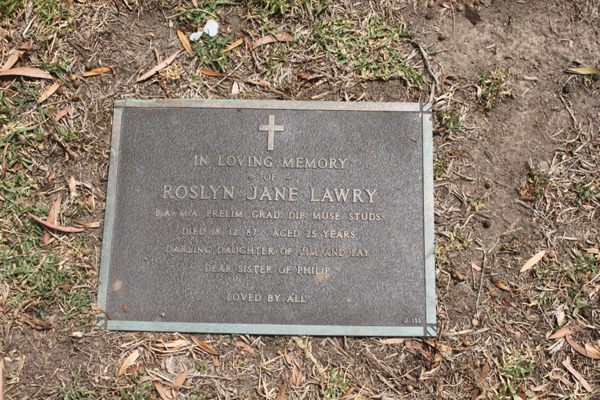 IN LOVING MEMORY
OF
ROSLYN JANE LAWRY
B.A. M.A. PRELIM. GRAD. DIP. MUSE STUDS.
DIED 18. 12. 87. AGED 25 YEARS.
DARLING DAUGHTER OF JIM AND FAY
DEAR SISTER OF PHILIP
LOVED BY ALL